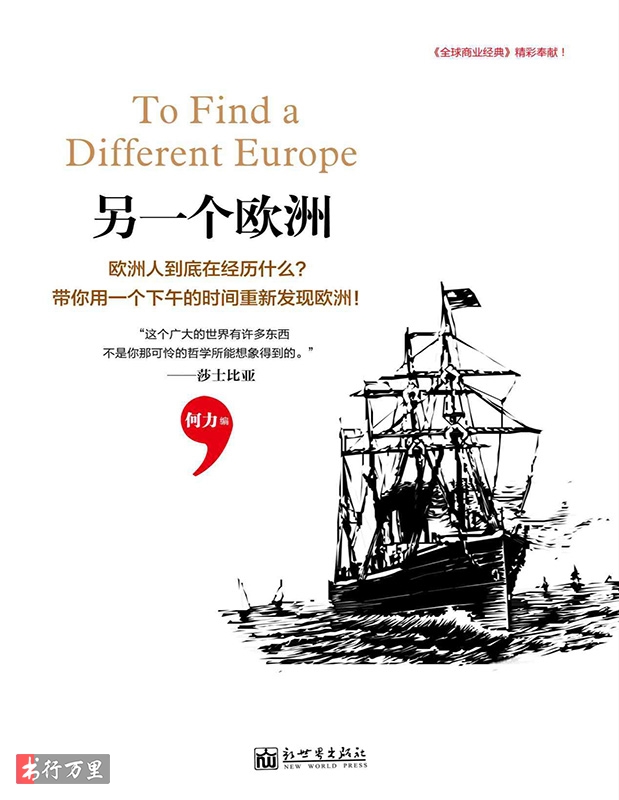 《全球商业经典》精彩奉献！
To Find a
Different Europe
另一个欧洲
欧洲人到底在经历什么？
带你用一个下午的时间重新发现欧洲！
“这个广大的世界有许多东西
不是你那可怜的哲学所能想象得到的。”
——莎士比亚
何力 编
新世界出版社
NEW WORLD PRESS
书行万里